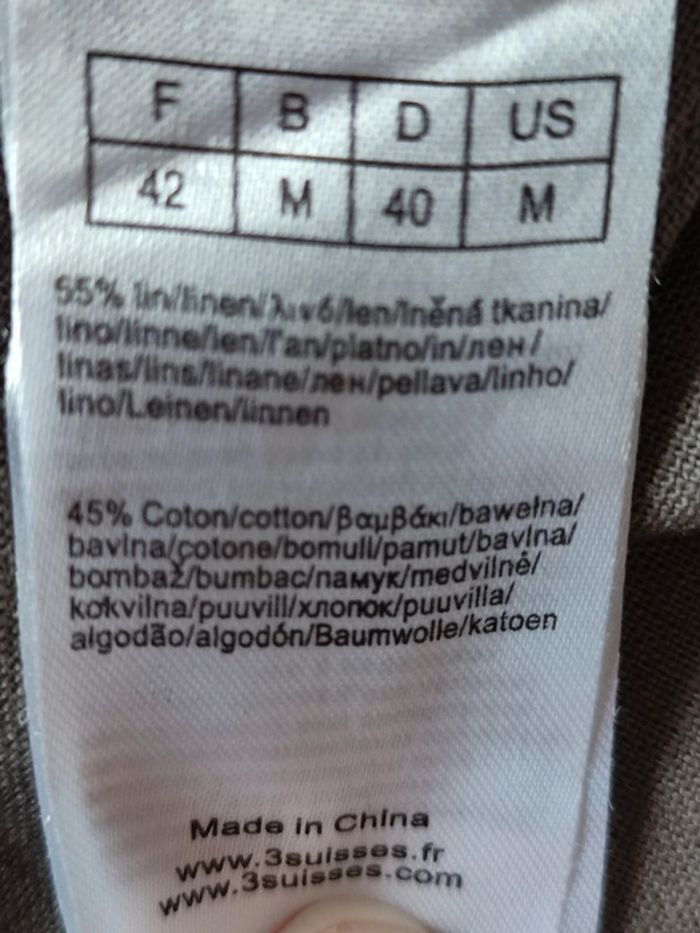 F B D US
42 M 40 M
55% lin/linen/λινό/len/lněná tkanina/
lino/linne/len/ľan/platno/in/лен/
linas/lins/linane/лен/pellava/linho/
lino/Leinen/linnen
45% Coton/cotton/βαμβάκι/bawełna/
bavlna/cotone/bomull/pamut/bavlna/
bombaž/bumbac/памук/medvilnė/
kokvilna/puuvill/хлопок/puuvilla/
algodão/algodón/Baumwolle/katoen
Made in China
www.3suisses.fr
www.3suisses.com